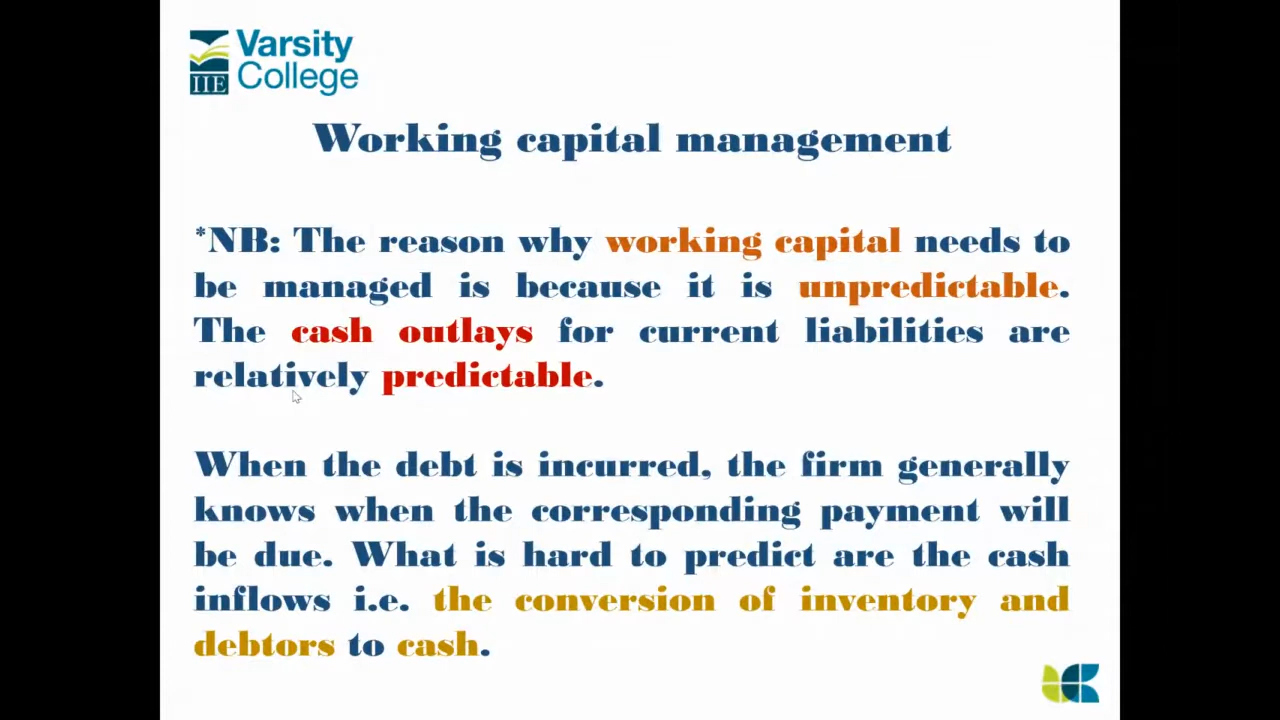 Varsity
College
IIE
Working capital management
*NB: The reason why working capital needs to
be managed is because it is unpredictable.
The cash outlays for current liabilities are
relatively predictable.
When the debt is incurred, the firm generally
knows when the corresponding payment will
be due. What is hard to predict are the cash
inflows i.e. the conversion of inventory and
debtors to cash.